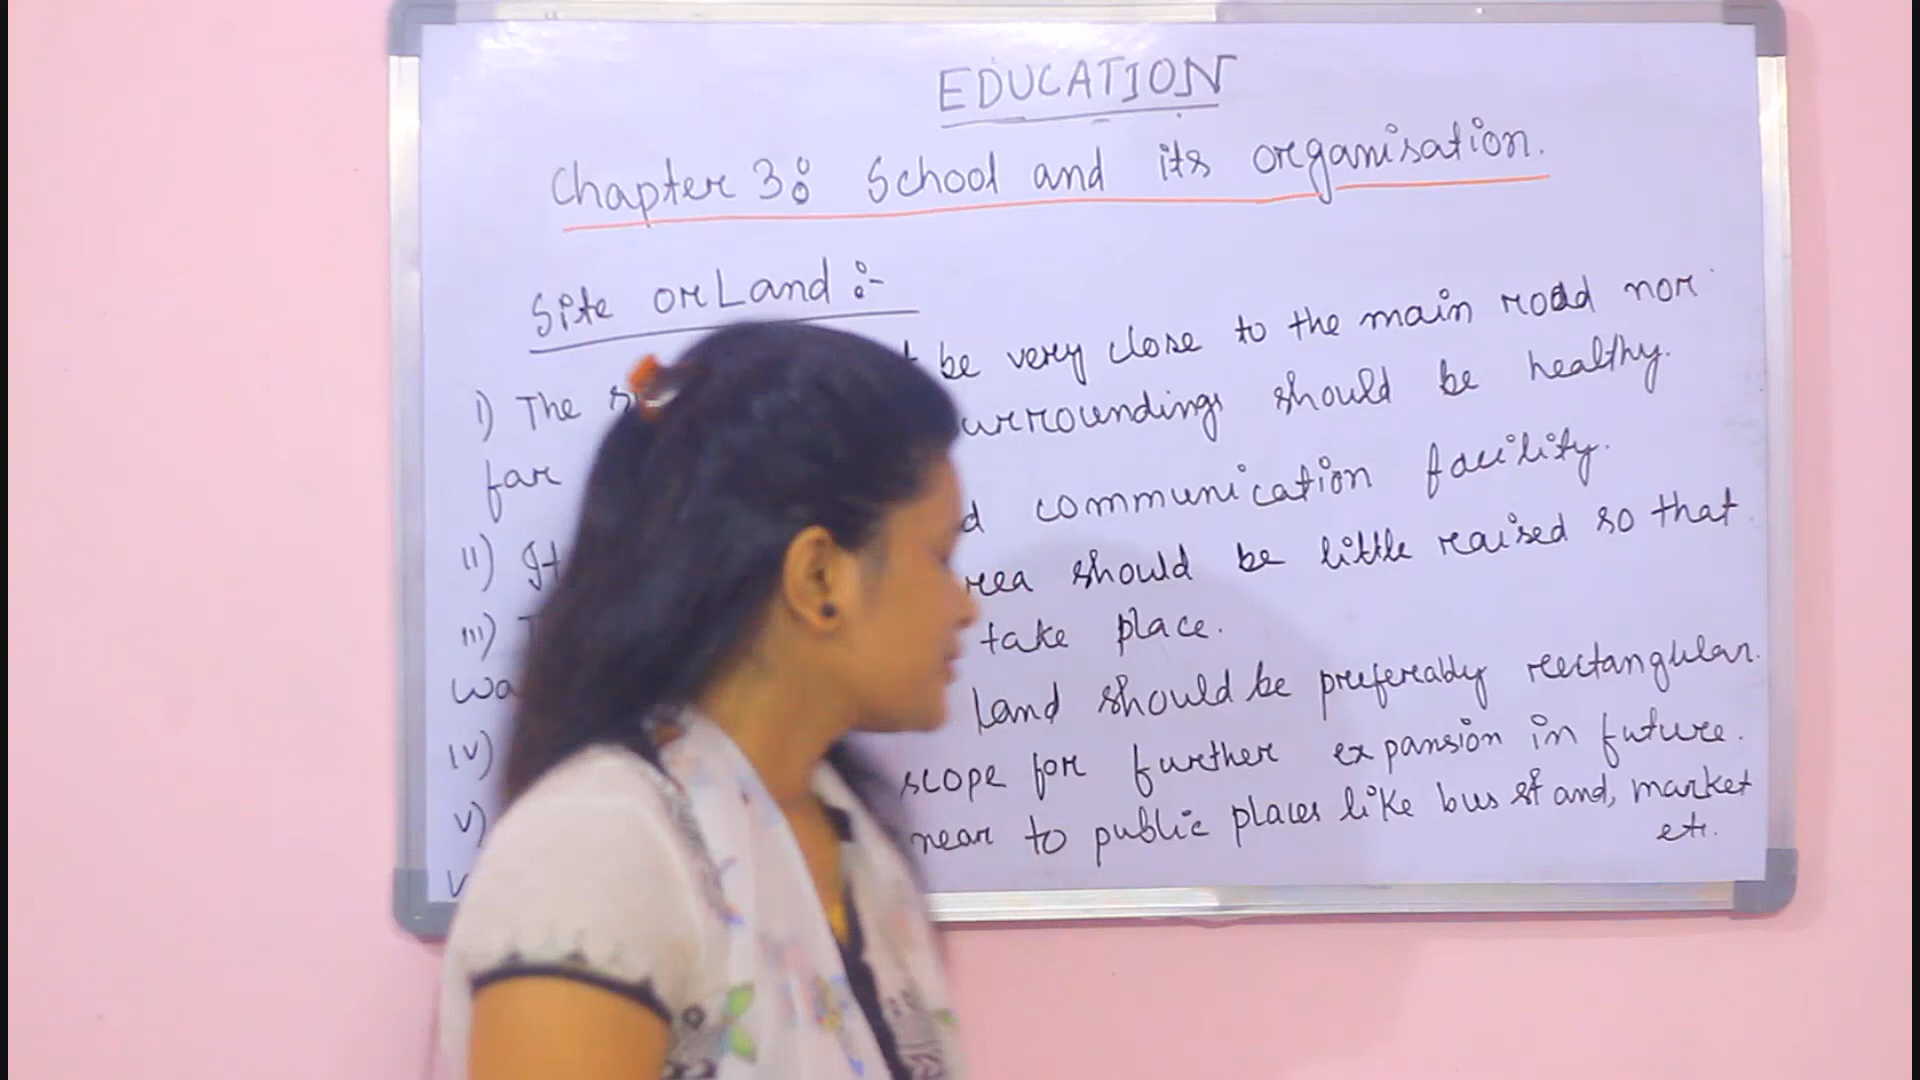 EDUCATION
Chapter 3: School and its organisation.
Site or Land :-
i) The be very close to the main road nor
far surroundings should be healthy.
ii) It communication facility.
iii) should be little raised so that
take place.
iv) Land should be preferably rectangular.
v) scope for further expansion in future.
near to public places like bus stand, market
etc.